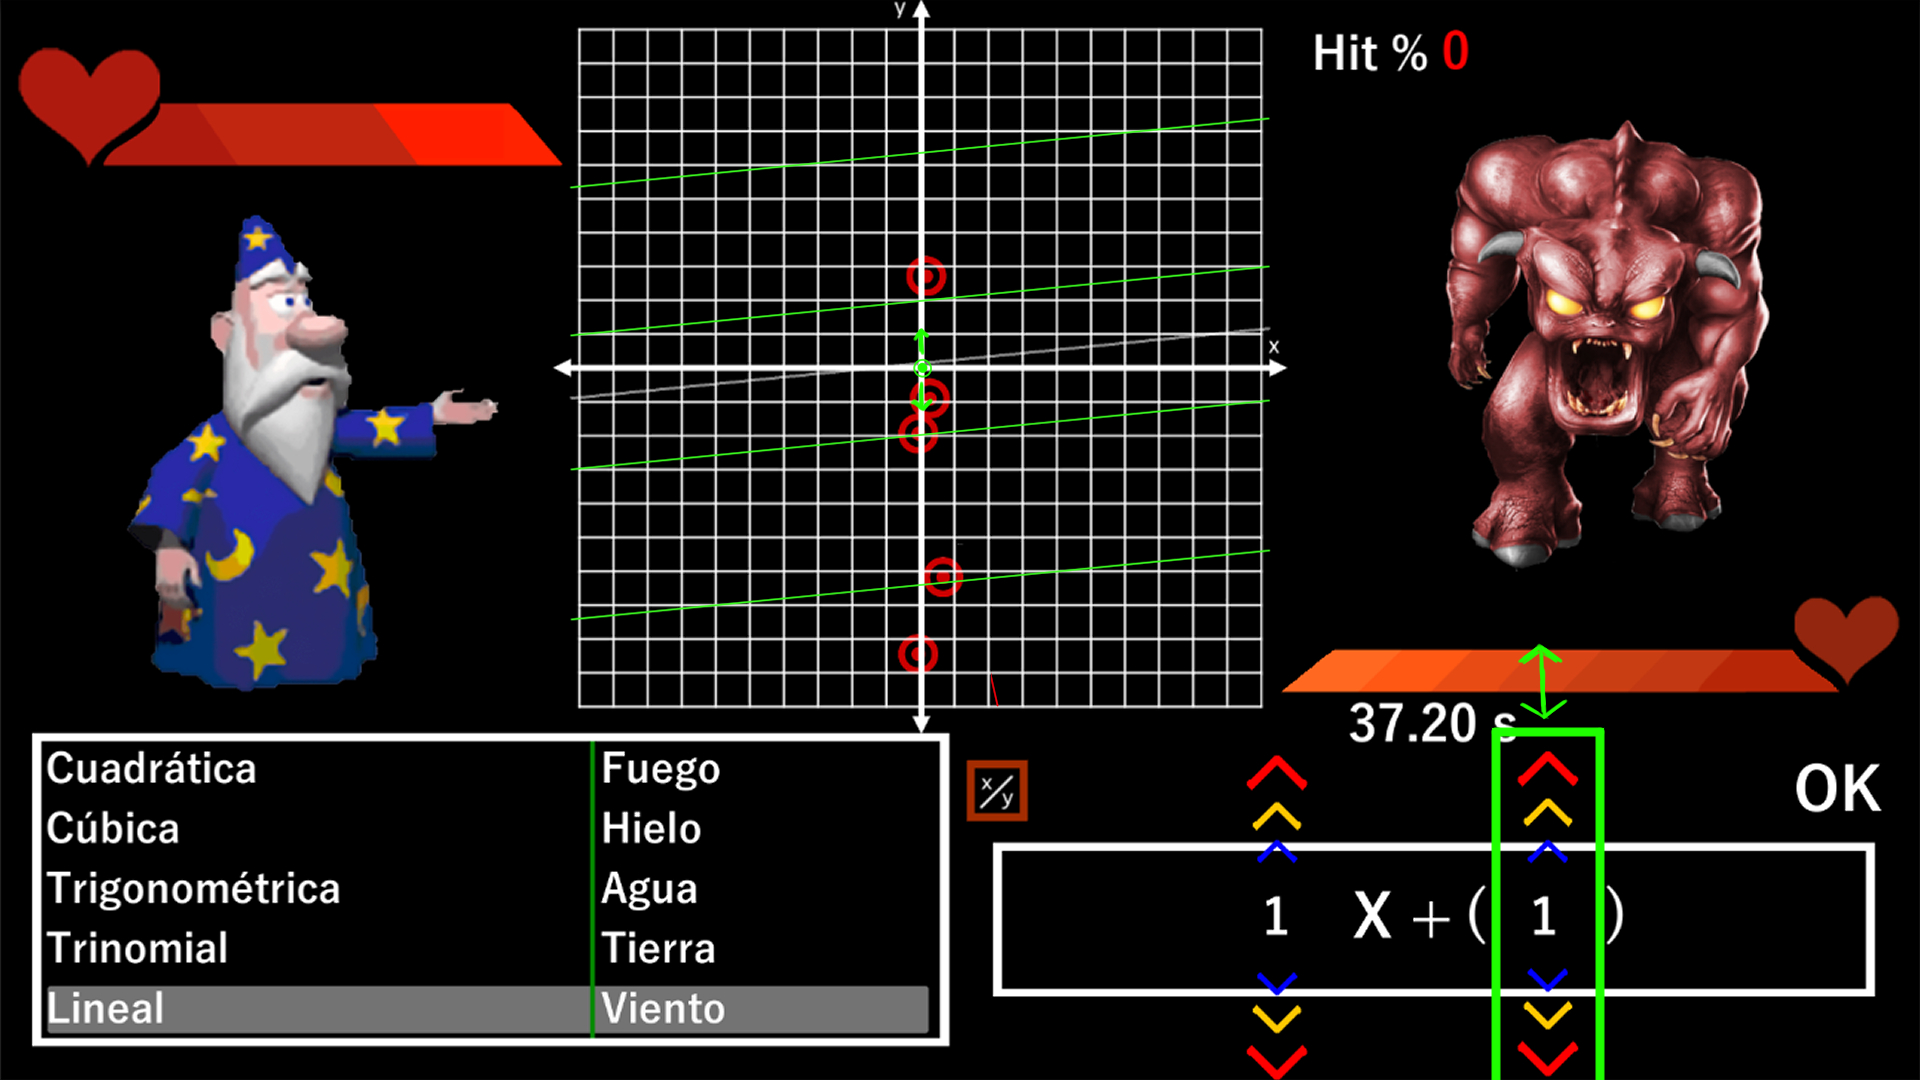 y
Hit % 0
x
37.20 s
Cuadrática Fuego
Cúbica Hielo
Trigonométrica Agua
Trinomial Tierra
Lineal Viento
x/y
OK
1 X + ( 1 )